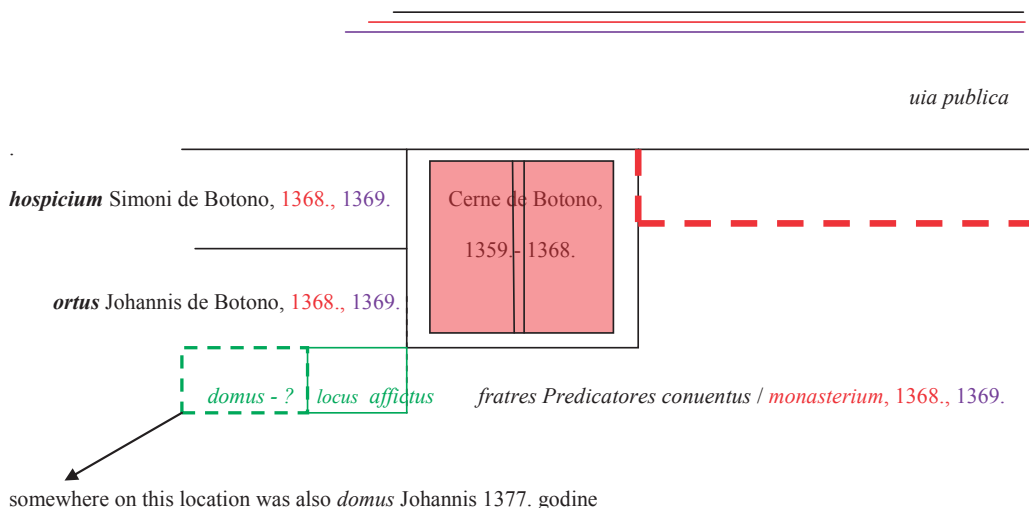 uia publica
.
hospicium Simoni de Botono, 1368., 1369.
Cerne de Botono,
1359.- 1368.
ortus Johannis de Botono, 1368., 1369.
domus - ?
locus affictus
fratres Predicatores conuentus / monasterium, 1368., 1369.
somewhere on this location was also domus Johannis 1377. godine